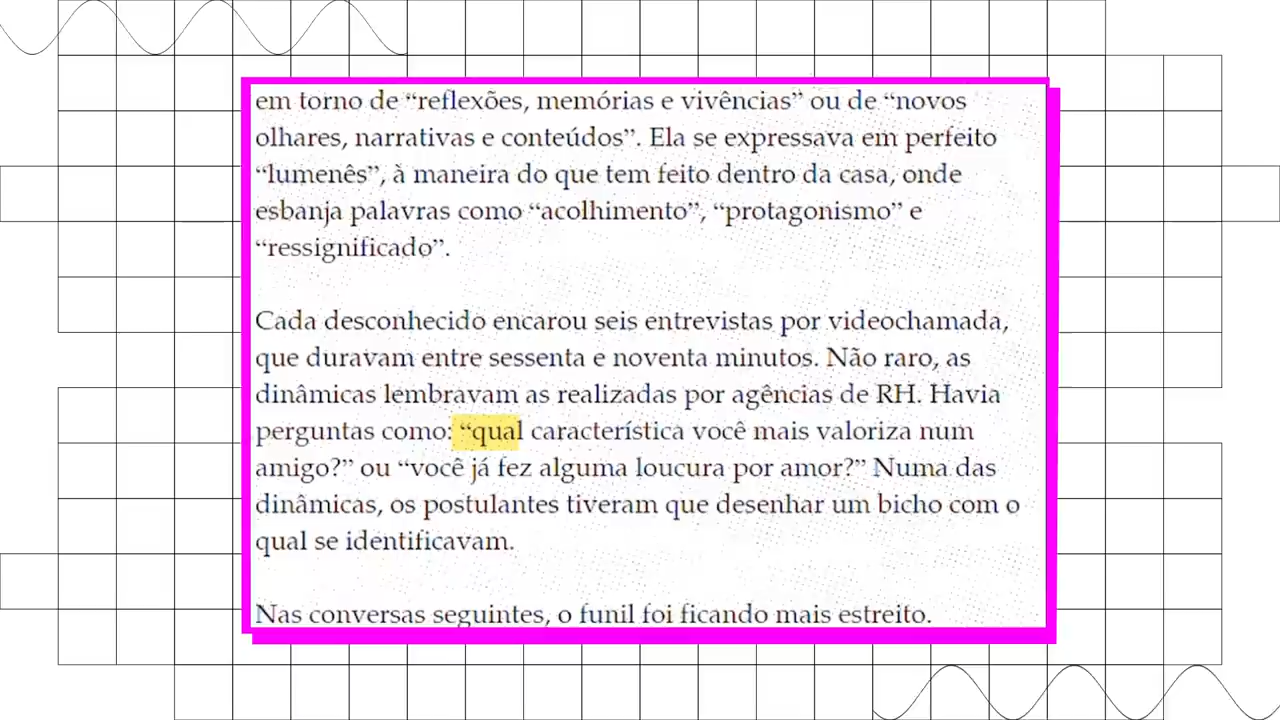 em torno de “reflexões, memórias e vivências” ou de “novos
olhares, narrativas e conteúdos”. Ela se expressava em perfeito
“lumenês”, à maneira do que tem feito dentro da casa, onde
esbanja palavras como “acolhimento”, “protagonismo” e
“ressignificado”.
Cada desconhecido encarou seis entrevistas por videochamada,
que duravam entre sessenta e noventa minutos. Não raro, as
dinâmicas lembravam as realizadas por agências de RH. Havia
perguntas como: “qual característica você mais valoriza num
amigo?” ou “você já fez alguma loucura por amor?” Numa das
dinâmicas, os postulantes tiveram que desenhar um bicho com o
qual se identificavam.
Nas conversas seguintes, o funil foi ficando mais estreito.